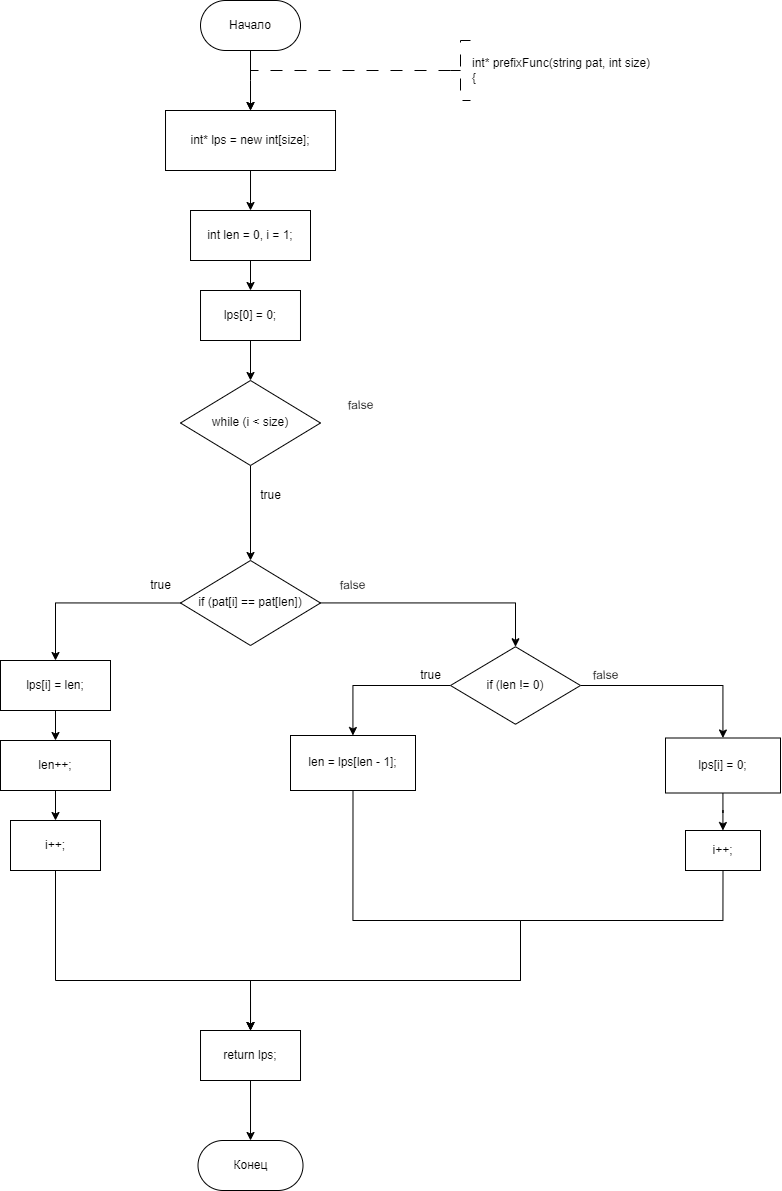 Начало
int* prefixFunc(string pat, int size)
{
int* lps = new int[size];
int len = 0, i = 1;
lps[0] = 0;
while (i < size)
false
true
true
if (pat[i] == pat[len])
false
lps[i] = len;
true
if (len != 0)
false
len++;
len = lps[len - 1];
lps[i] = 0;
i++;
i++;
return lps;
Конец